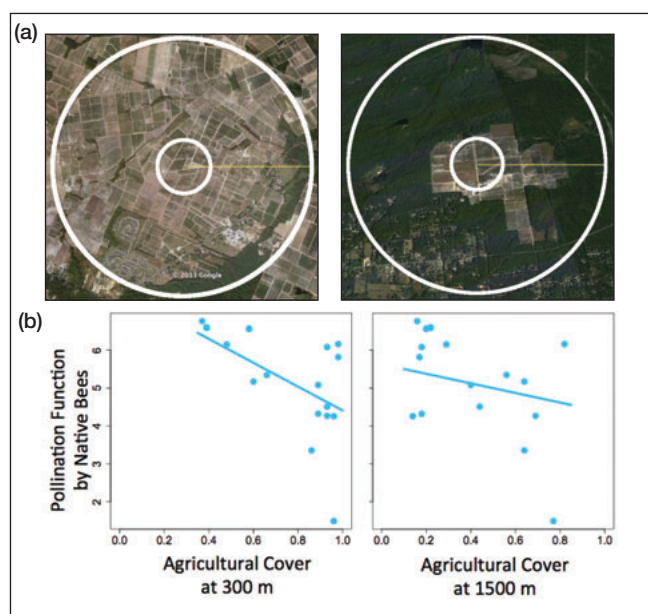 (a)
© 2013 Google
(b)
Pollination Function
by Native Bees
6
5
4
3
2
0.0 0.2 0.4 0.6 0.8 1.0
0.0 0.2 0.4 0.6 0.8 1.0
Agricultural Cover
at 300 m
Agricultural Cover
at 1500 m